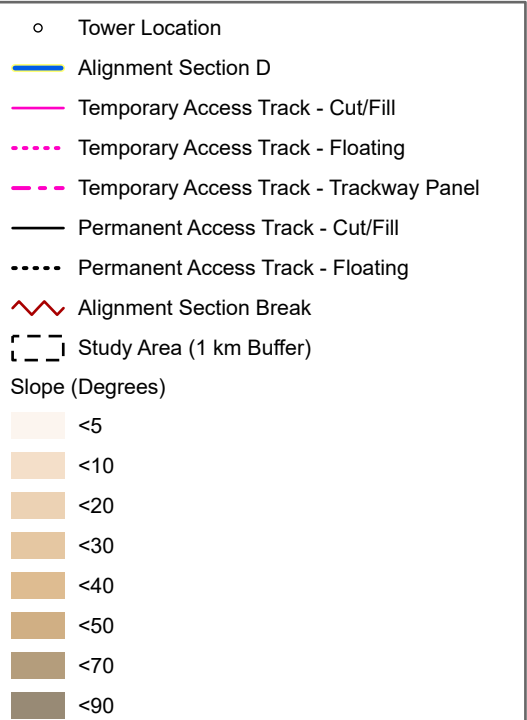 Tower Location
Alignment Section D
Temporary Access Track - Cut/Fill
Temporary Access Track - Floating
Temporary Access Track - Trackway Panel
Permanent Access Track - Cut/Fill
Permanent Access Track - Floating
Alignment Section Break
Study Area (1 km Buffer)
Slope (Degrees)
<5
<10
<20
<30
<40
<50
<70
<90